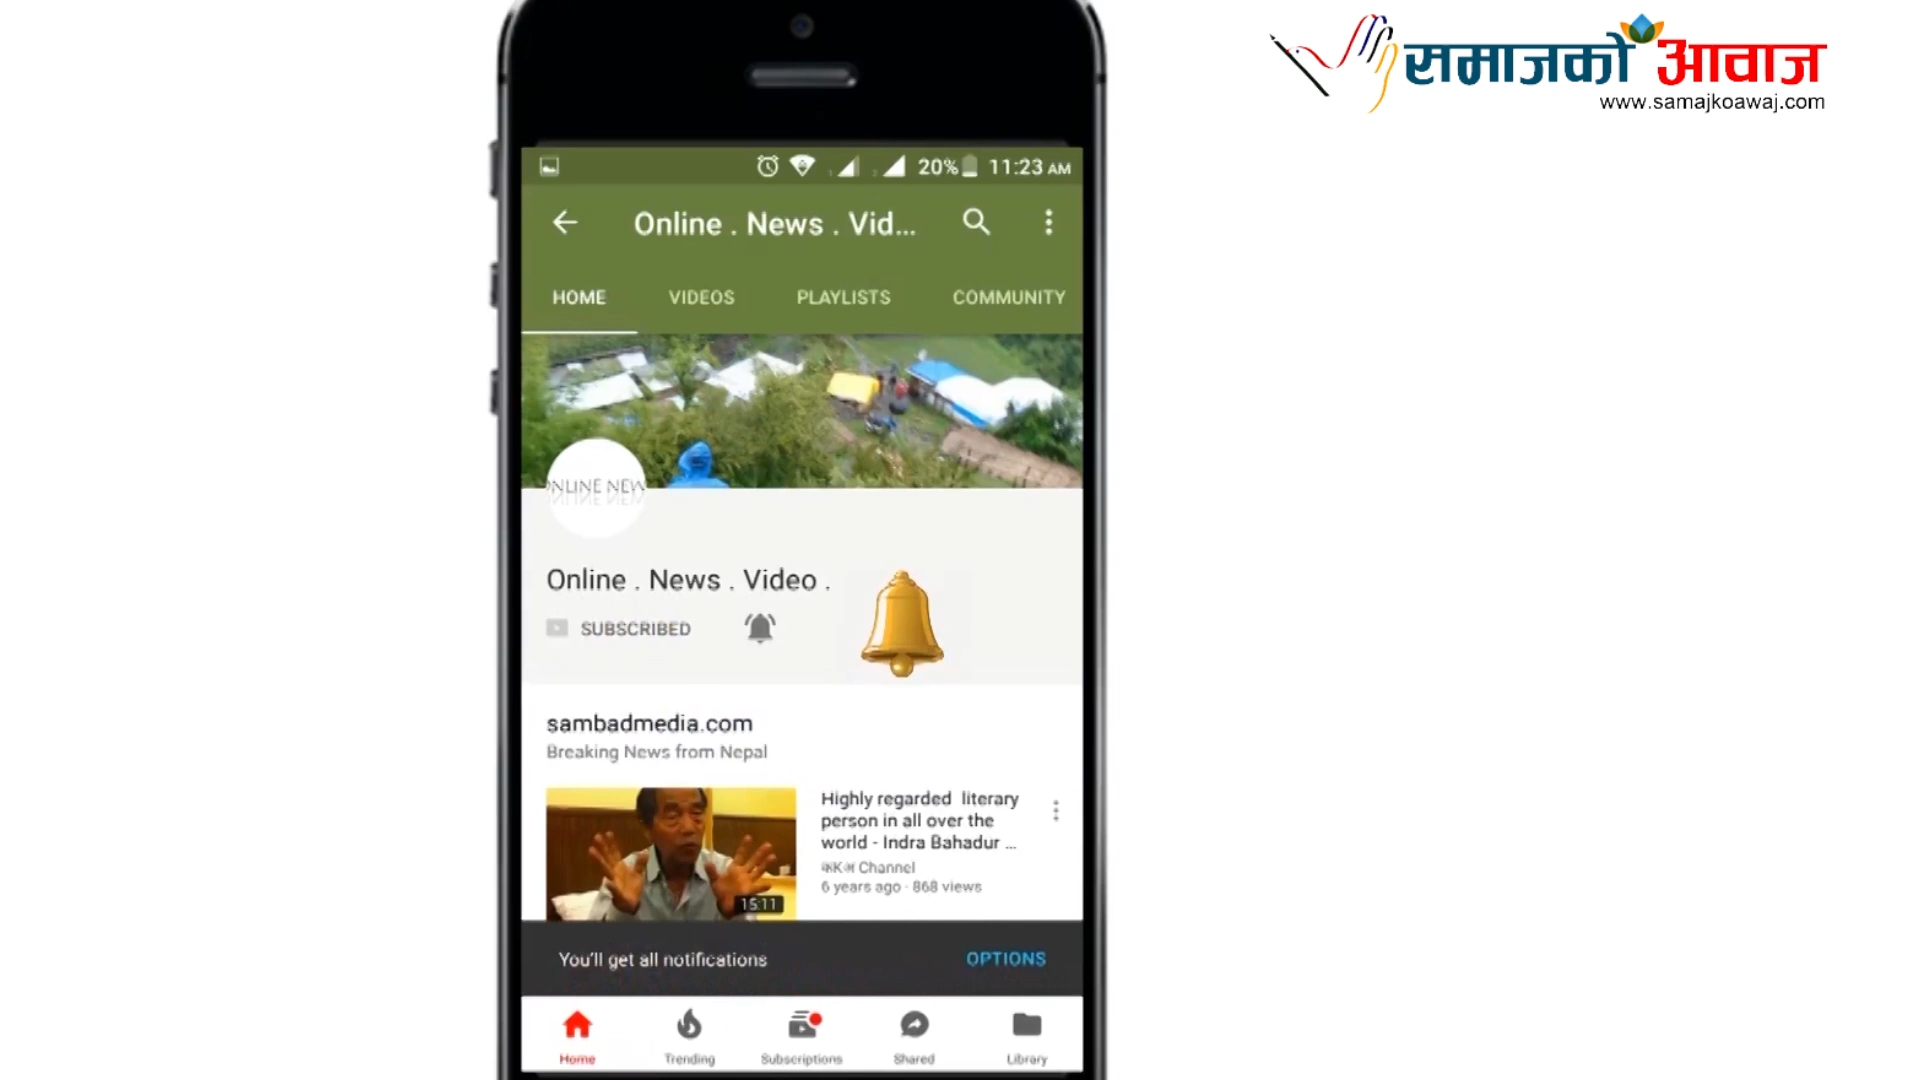 समाजको आवाज
www.samajkoawaj.com
20% 11:23 AM
Online . News . Vid...
HOME VIDEOS PLAYLISTS COMMUNITY
ONLINE NEW
Online . News . Video .
SUBSCRIBED
sambadmedia.com
Breaking News from Nepal
Highly regarded literary
person in all over the
world - Indra Bahadur ...
Channel
6 years ago · 868 views
15:11
You'll get all notifications OPTIONS
Home Trending Subscriptions Shared Library